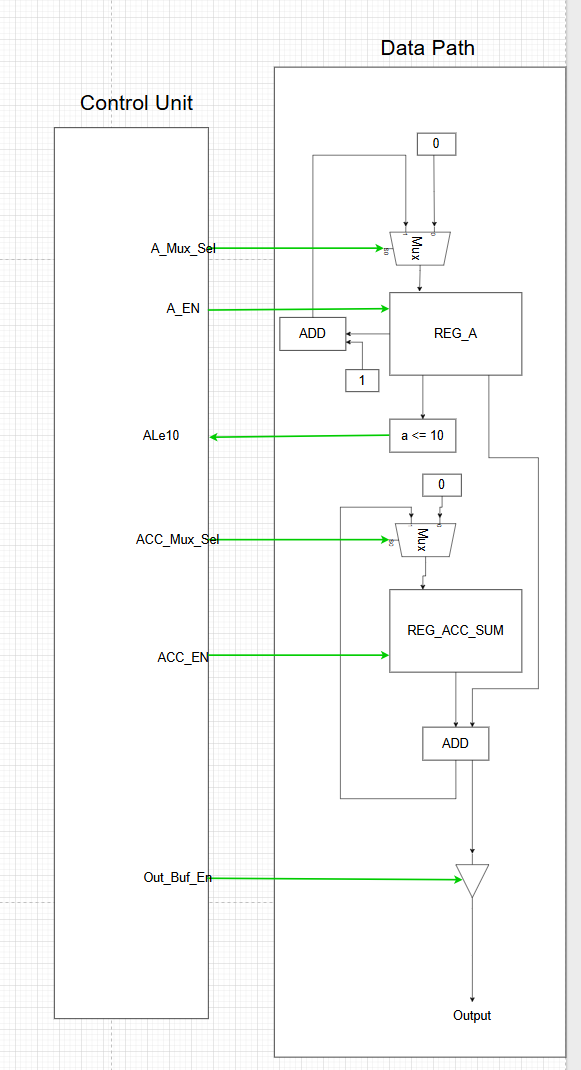 Data Path
Control Unit
0
A_Mux_Sel
Mux
A_EN
ADD
REG_A
1
ALe10
a <= 10
0
ACC_Mux_Sel
Mux
REG_ACC_SUM
ACC_EN
ADD
Out_Buf_En
Output